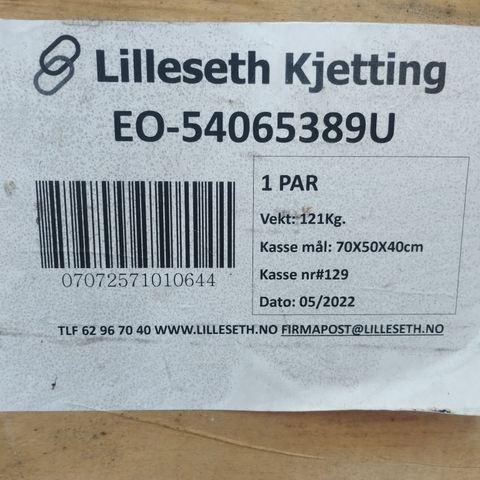 Lilleseth Kjetting
EO-54065389U
1 PAR
Vekt: 121Kg.
Kasse mål: 70X50X40cm
Kasse nr#129
Dato: 05/2022
07072571010644
TLF 62 96 70 40 WWW.LILLESETH.NO FIRMAPOST@LILLESETH.NO